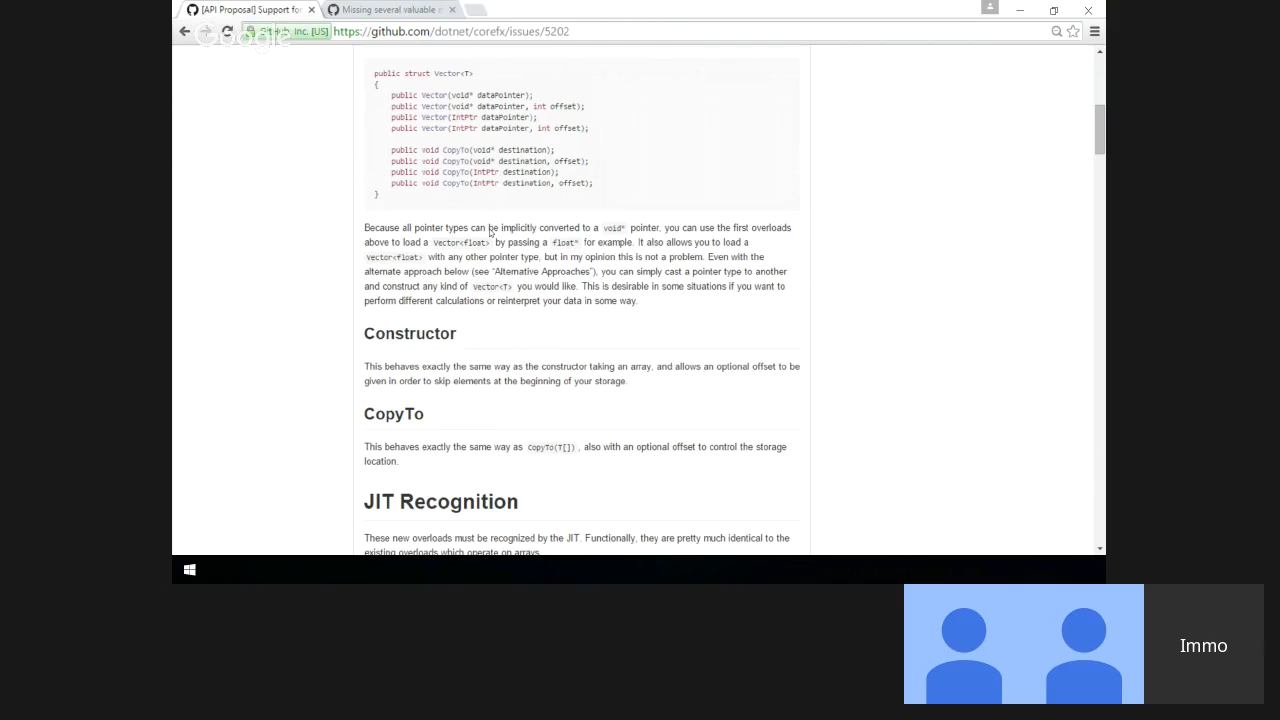 [API Proposal] Support for
Missing several valuable m
Google
GitHub, Inc. [US] https://github.com/dotnet/corefx/issues/5202
public struct Vector<T>
{
public Vector(void* dataPointer);
public Vector(void* dataPointer, int offset);
public Vector(IntPtr dataPointer);
public Vector(IntPtr dataPointer, int offset);
public void CopyTo(void* destination);
public void CopyTo(void* destination, offset);
public void CopyTo(IntPtr destination);
public void CopyTo(IntPtr destination, offset);
}
Because all pointer types can be implicitly converted to a void* pointer, you can use the first overloads
above to load a Vector<float> by passing a float* for example. It also allows you to load a
Vector<float> with any other pointer type, but in my opinion this is not a problem. Even with the
alternate approach below (see “Alternative Approaches”), you can simply cast a pointer type to another
and construct any kind of Vector<T> you would like. This is desirable in some situations if you want to
perform different calculations or reinterpret your data in some way.
Constructor
This behaves exactly the same way as the constructor taking an array, and allows an optional offset to be
given in order to skip elements at the beginning of your storage.
CopyTo
This behaves exactly the same way as CopyTo(T[]) , also with an optional offset to control the storage
location.
JIT Recognition
These new overloads must be recognized by the JIT. Functionally, they are pretty much identical to the
existing overloads which operate on arrays.
Immo